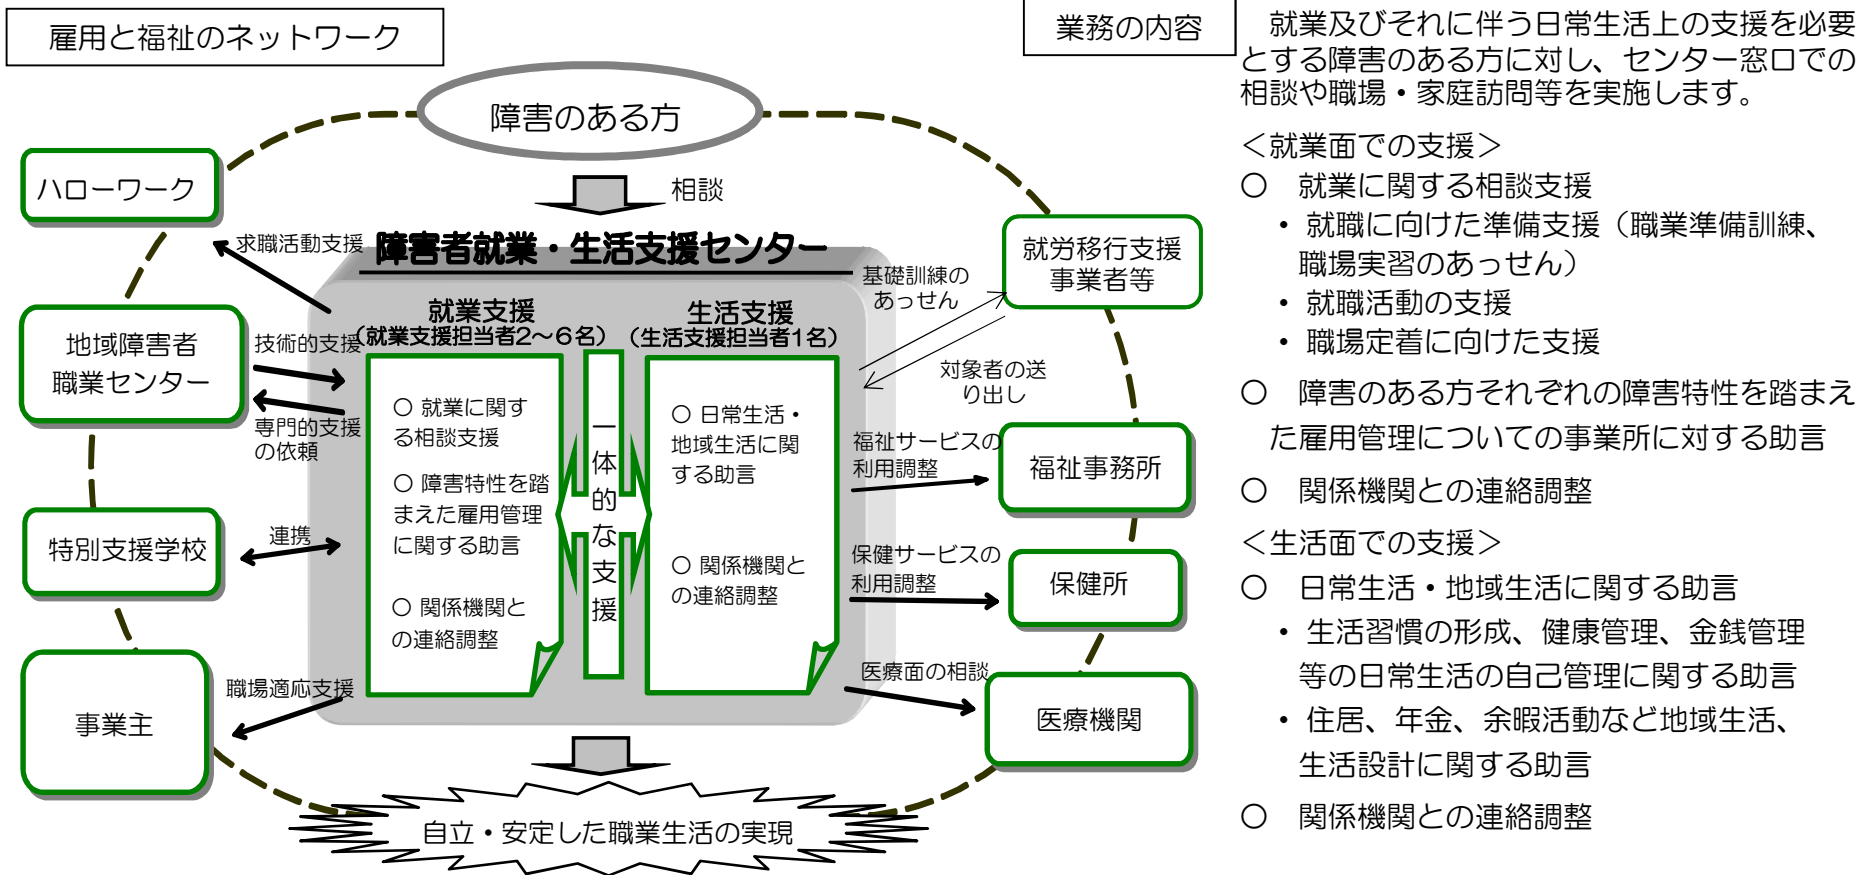 雇用と福祉のネットワーク
障害のある方
相談
ハローワーク
求職活動支援
地域障害者
職業センター
技術的支援
専門的支援
の依頼
特別支援学校
連携
事業主
職場適応支援
障害者就業・生活支援センター
就業支援
（就業支援担当者2～6名）
〇 就業に関す
る相談支援
〇 障害特性を踏
まえた雇用管理
に関する助言
〇 関係機関と
の連絡調整
一体的な支援
生活支援
（生活支援担当者1名）
〇 日常生活・
地域生活に関
する助言
〇 関係機関と
の連絡調整
基礎訓練の
あっせん
対象者の送
り出し
就労移行支援
事業者等
福祉サービスの
利用調整
福祉事務所
保健サービスの
利用調整
保健所
医療面の相談
医療機関
自立・安定した職業生活の実現
業務の内容
就業及びそれに伴う日常生活上の支援を必要
とする障害のある方に対し、センター窓口での
相談や職場・家庭訪問等を実施します。
＜就業面での支援＞
〇 就業に関する相談支援
・ 就職に向けた準備支援（職業準備訓練、
職場実習のあっせん）
・ 就職活動の支援
・ 職場定着に向けた支援
〇 障害のある方それぞれの障害特性を踏まえ
た雇用管理についての事業所に対する助言
〇 関係機関との連絡調整
＜生活面での支援＞
〇 日常生活・地域生活に関する助言
・ 生活習慣の形成、健康管理、金銭管理
等の日常生活の自己管理に関する助言
・ 住居、年金、余暇活動など地域生活、
生活設計に関する助言
〇 関係機関との連絡調整